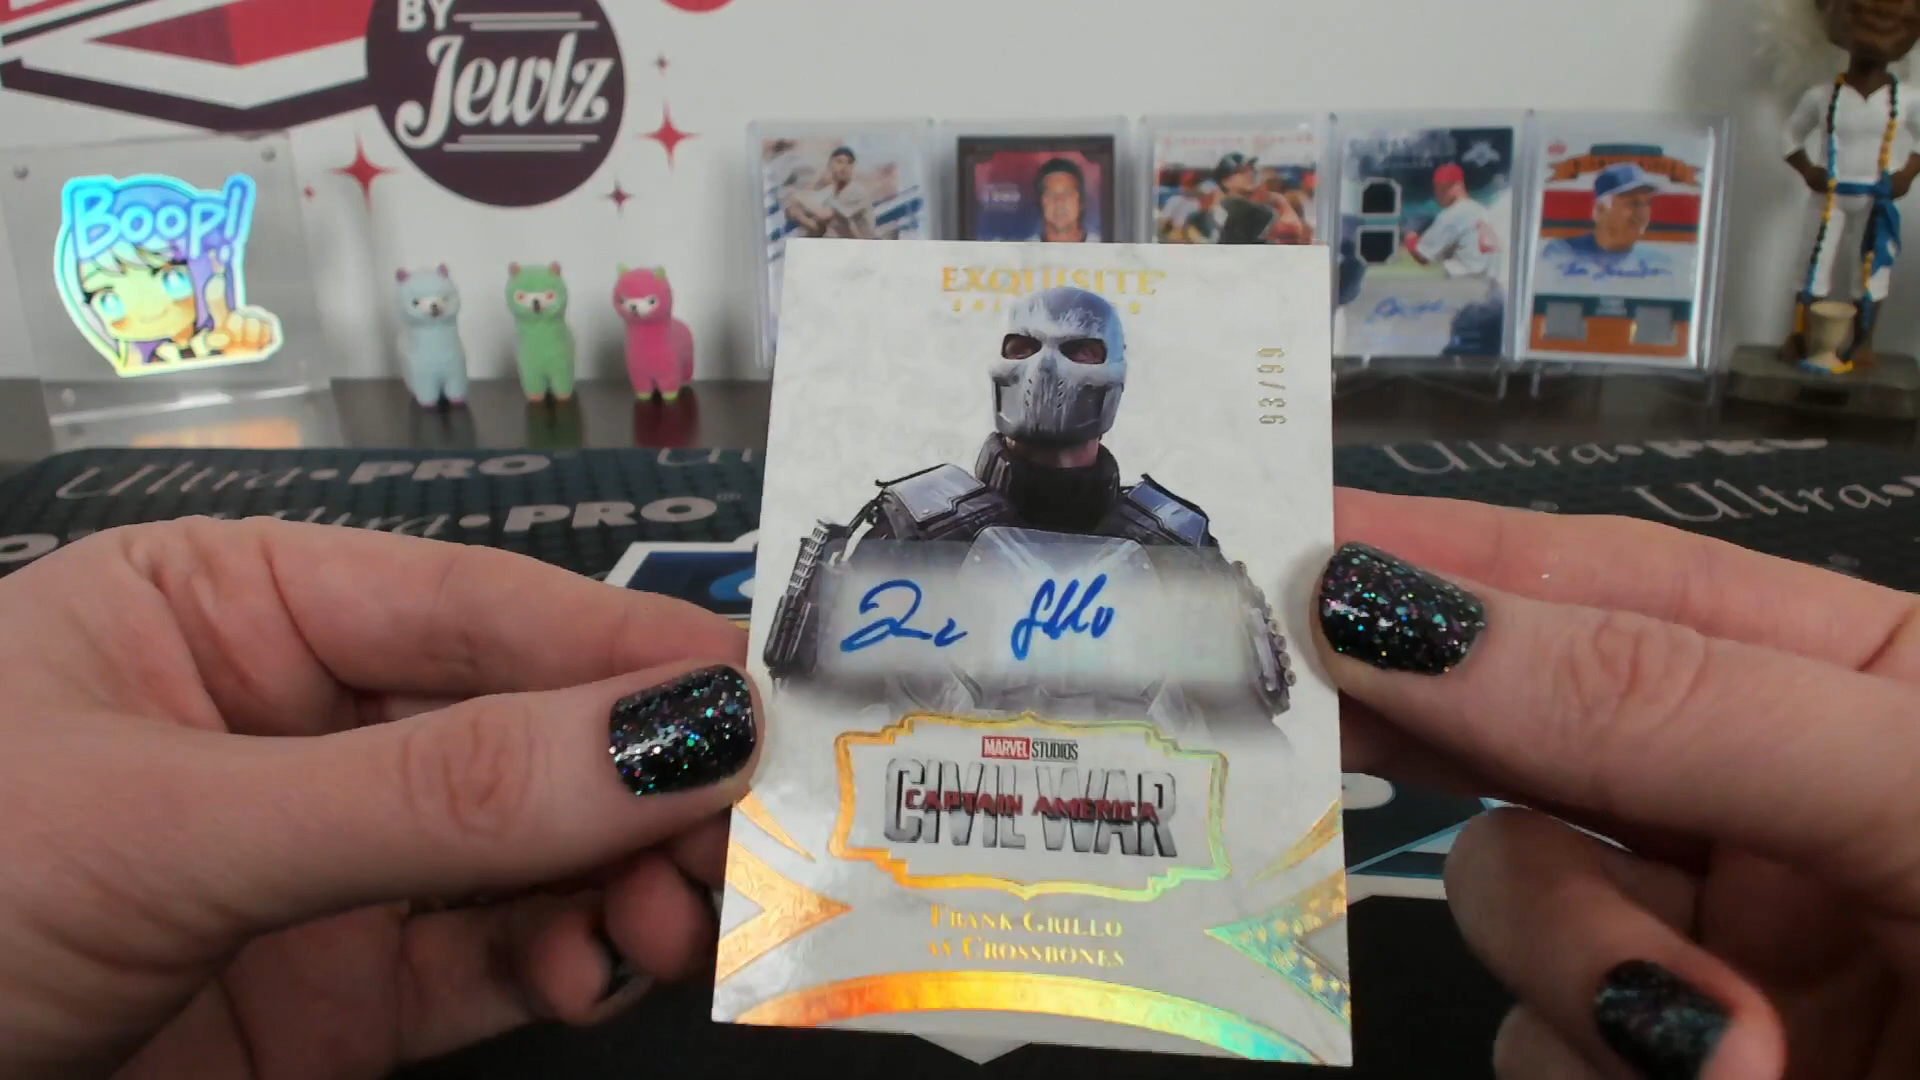 BY
Jewlz
Boop!
EXQUISITE
93/99
Ultra•PRO
Ultra•PRO
Ultra•PRO
Ultra
MARVEL STUDIOS
CAPTAIN AMERICA
CIVIL WAR
FRANK GRILLO
AS CROSSBONES